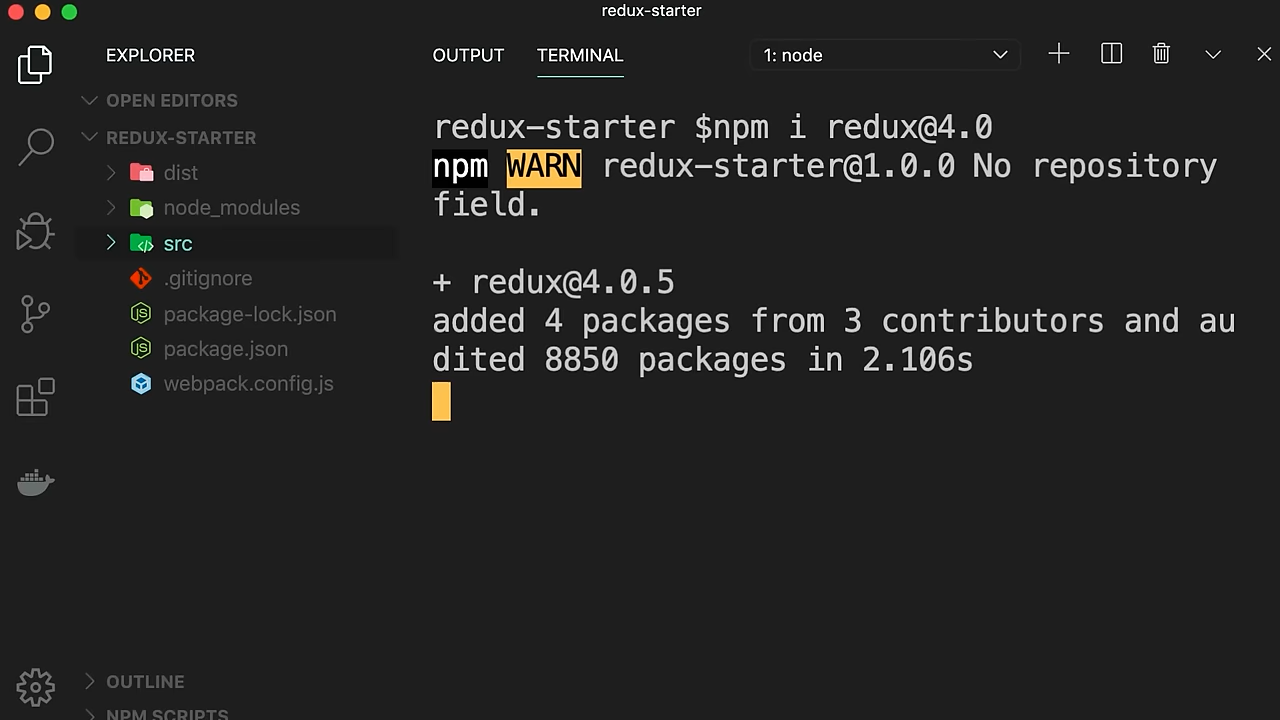 redux-starter
EXPLORER
OUTPUT TERMINAL 1: node
OPEN EDITORS
REDUX-STARTER
dist
node_modules
src
.gitignore
package-lock.json
package.json
webpack.config.js
redux-starter $npm i redux@4.0
npm WARN redux-starter@1.0.0 No repository
field.
+ redux@4.0.5
added 4 packages from 3 contributors and au
dited 8850 packages in 2.106s
OUTLINE
NPM SCRIPTS